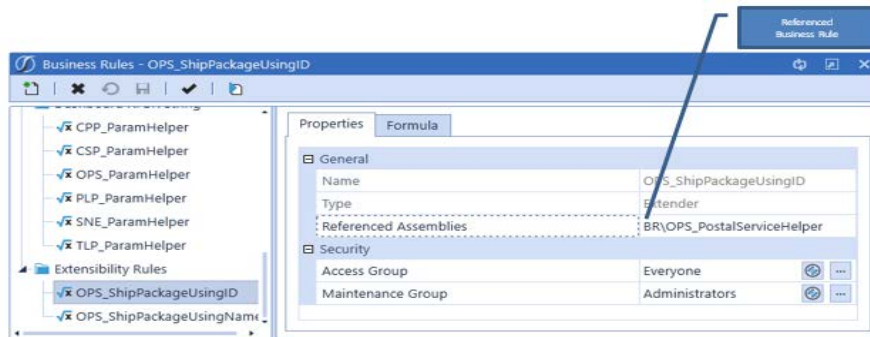 Referenced
Business Rule
Business Rules - OPS_ShipPackageUsingID
CPP_ParamHelper
CSP_ParamHelper
OPS_ParamHelper
PLP_ParamHelper
SNE_ParamHelper
TLP_ParamHelper
Extensibility Rules
OPS_ShipPackageUsingID
OPS_ShipPackageUsingName
Properties Formula
General
Name OPS_ShipPackageUsingID
Type Extender
Referenced Assemblies BR\OPS_PostalServiceHelper
Security
Access Group Everyone
Maintenance Group Administrators